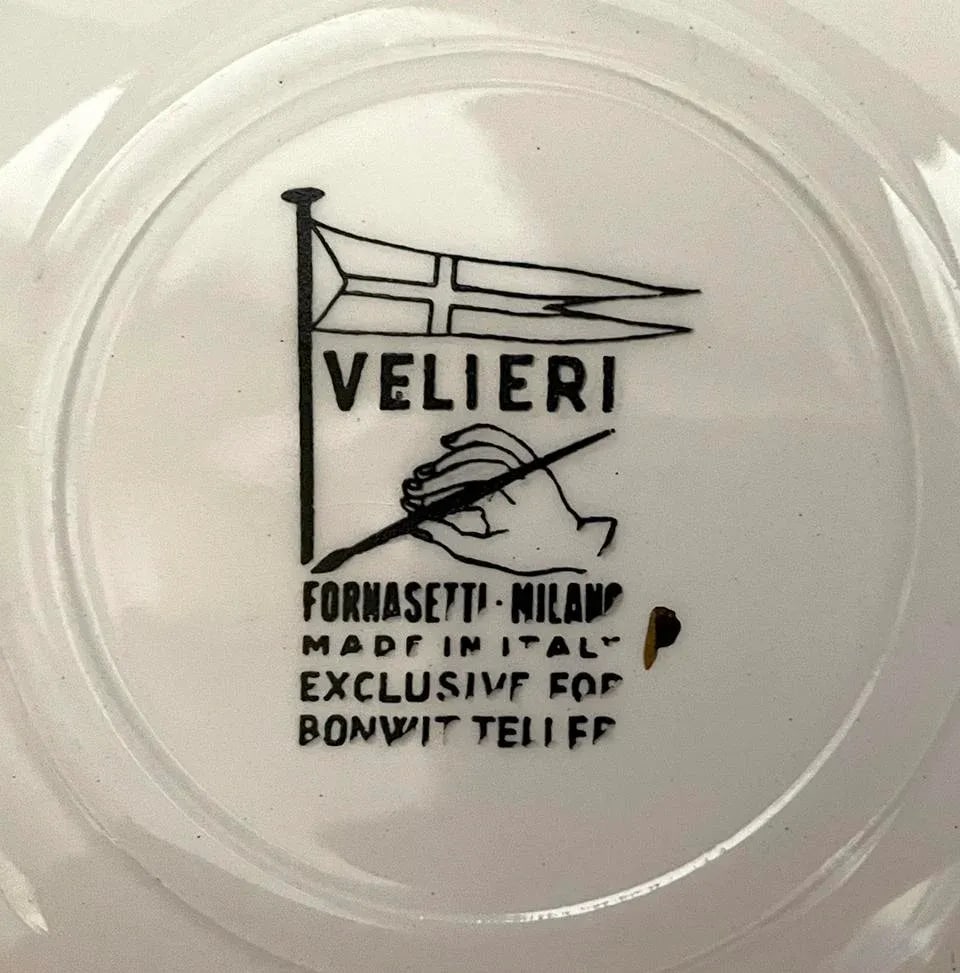 VELIERI
FORNASETTI · MILANO
MADE IN ITALY
EXCLUSIVE FOR
BONWIT TELLER